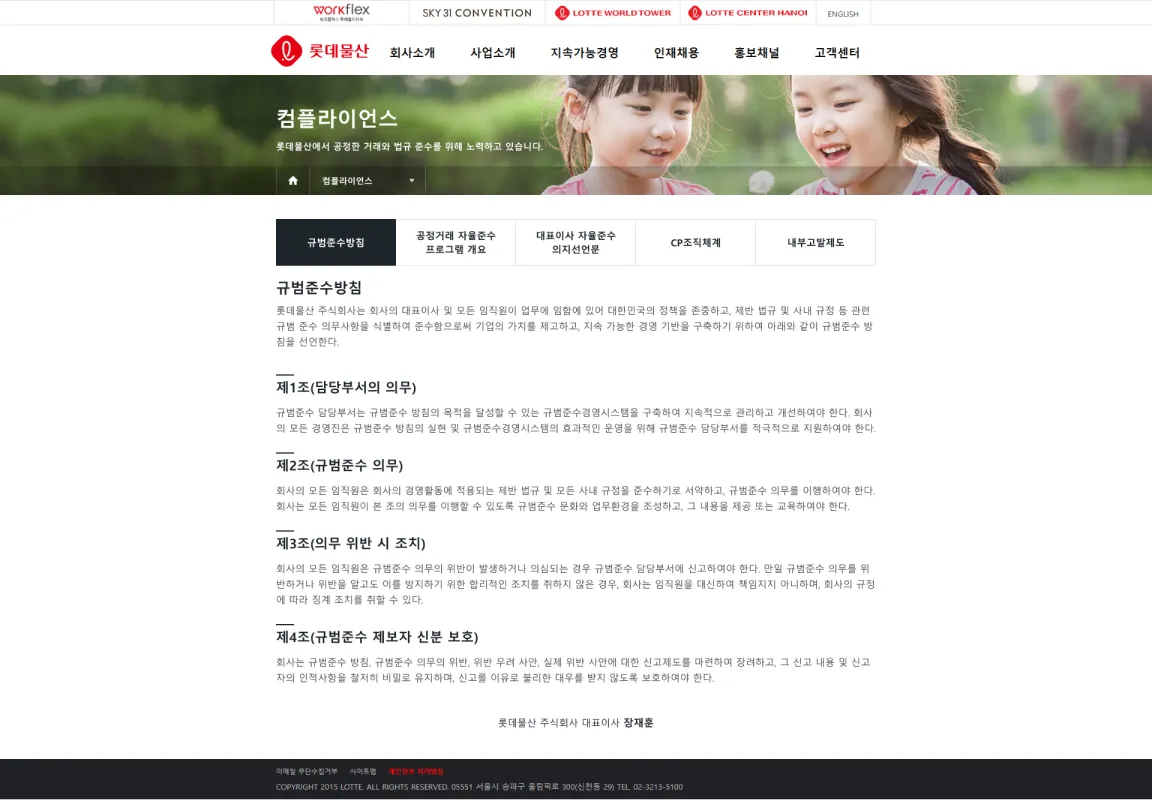 workflex
워크플렉스 롯데월드타워
SKY 31 CONVENTION
LOTTE WORLD TOWER
LOTTE CENTER HANOI
ENGLISH
롯데물산
회사소개
사업소개
지속가능경영
인재채용
홍보채널
고객센터
컴플라이언스
롯데물산에서 공정한 거래와 법규 준수를 위해 노력하고 있습니다.
컴플라이언스
규범준수방침
공정거래 자율준수
프로그램 개요
대표이사 자율준수
의지선언문
CP조직체계
내부고발제도
규범준수방침
롯데물산 주식회사는 회사의 대표이사 및 모든 임직원이 업무에 임함에 있어 대한민국의 정책을 존중하고, 제반 법규 및 사내 규정 등 관련
규범 준수 의무사항을 식별하여 준수함으로써 기업의 가치를 제고하고, 지속 가능한 경영 기반을 구축하기 위하여 아래와 같이 규범준수 방
침을 선언한다.
제1조(담당부서의 의무)
규범준수 담당부서는 규범준수 방침의 목적을 달성할 수 있는 규범준수경영시스템을 구축하여 지속적으로 관리하고 개선하여야 한다. 회사
의 모든 경영진은 규범준수 방침의 실현 및 규범준수경영시스템의 효과적인 운영을 위해 규범준수 담당부서를 적극적으로 지원하여야 한다.
제2조(규범준수 의무)
회사의 모든 임직원은 회사의 경영활동에 적용되는 제반 법규 및 모든 사내 규정을 준수하기로 서약하고, 규범준수 의무를 이행하여야 한다.
회사는 모든 임직원이 본 조의 의무를 이행할 수 있도록 규범준수 문화와 업무환경을 조성하고, 그 내용을 제공 또는 교육하여야 한다.
제3조(의무 위반 시 조치)
회사의 모든 임직원은 규범준수 의무의 위반이 발생하거나 의심되는 경우 규범준수 담당부서에 신고하여야 한다. 만일 규범준수 의무를 위
반하거나 위반을 알고도 이를 방지하기 위한 합리적인 조치를 취하지 않은 경우, 회사는 임직원을 대신하여 책임지지 아니하며, 회사의 규정
에 따라 징계 조치를 취할 수 있다.
제4조(규범준수 제보자 신분 보호)
회사는 규범준수 방침, 규범준수 의무의 위반, 위반 우려 사안, 실제 위반 사안에 대한 신고제도를 마련하여 장려하고, 그 신고 내용 및 신고
자의 인적사항을 철저히 비밀로 유지하며, 신고를 이유로 불리한 대우를 받지 않도록 보호하여야 한다.
롯데물산 주식회사 대표이사 장재훈
이메일 무단수집거부
사이트맵
개인정보 처리방침
COPYRIGHT 2015 LOTTE, ALL RIGHTS RESERVED. 05551 서울시 송파구 올림픽로 300(신천동 29) TEL. 02-3213-5100